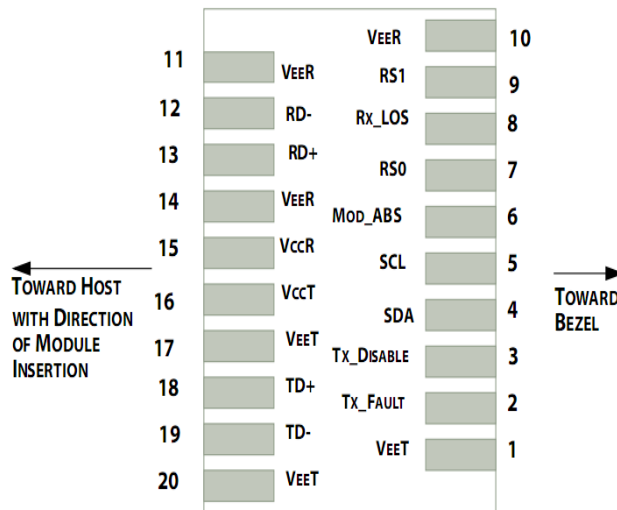 VEER 10
11 VEER
RS1 9
12 RD-
Rx_LOS 8
13 RD+
RS0 7
14 VEER
MOD_ABS 6
15 VCCR
SCL 5
TOWARD HOST
WITH DIRECTION
OF MODULE
INSERTION
TOWARD
BEZEL
16 VCCT
SDA 4
17 VEET
TX_DISABLE 3
18 TD+
TX_FAULT 2
19 TD-
VEET 1
20 VEET